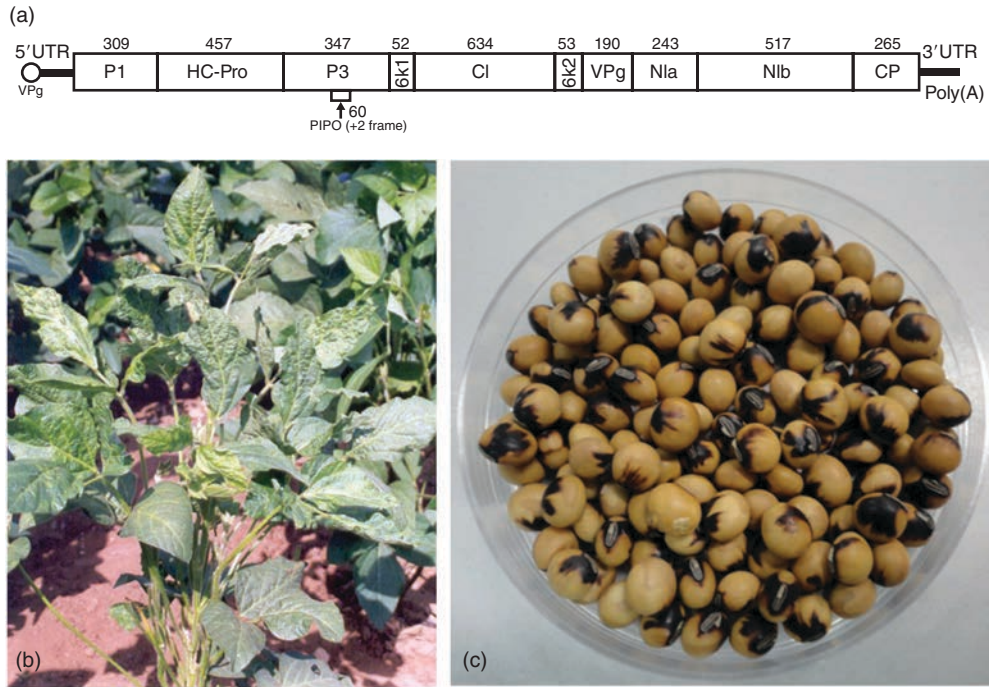 (a)
309 457 347 52 634 53 190 243 517 265
5′UTR P1 HC-Pro P3 6k1 CI 6k2 VPg NIa NIb CP 3′UTR
VPg Poly(A)
60
PIPO (+2 frame)
(b) (c)